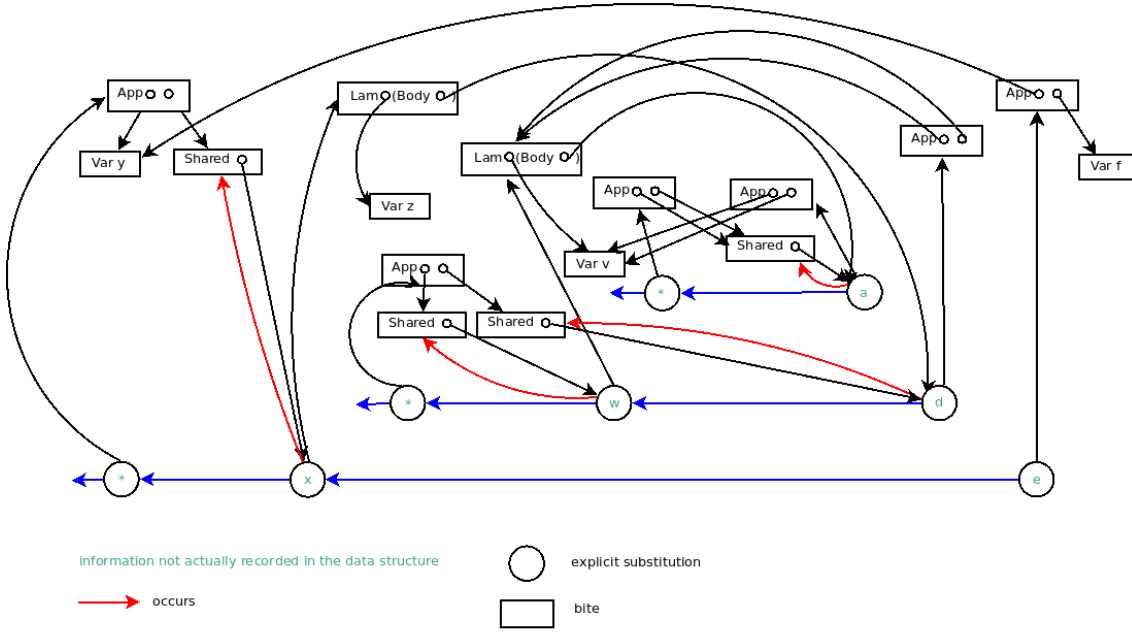 App
Lam (Body )
App
App
Var y
Shared
Lam (Body )
Var f
App
App
Var z
Shared
Var v
App
*
a
Shared
Shared
*
w
d
*
x
e
information not actually recorded in the data structure
explicit substitution
occurs
bite